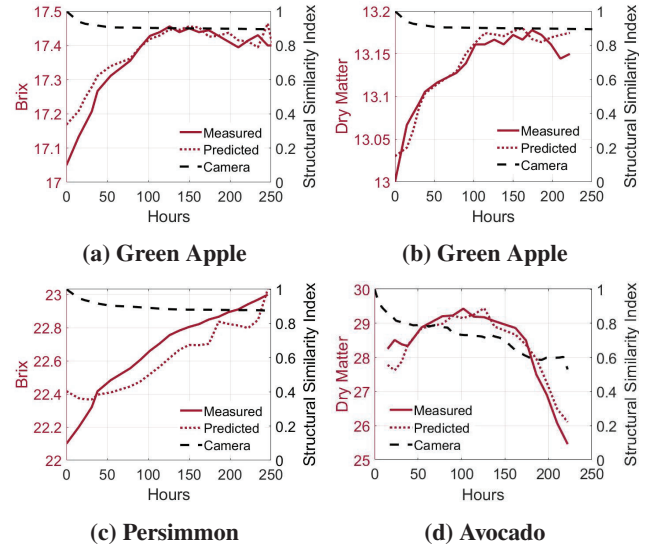 17.5
17.4
17.3
17.2
17.1
17
Brix
1
0.8
0.6
0.4
0.2
0
Structural Similarity Index
Measured
Predicted
Camera
0 50 100 150 200 250
Hours
(a) Green Apple
13.2
13.15
13.1
13.05
13
Dry Matter
1
0.8
0.6
0.4
0.2
0
Structural Similarity Index
Measured
Predicted
Camera
0 50 100 150 200 250
Hours
(b) Green Apple
23
22.8
22.6
22.4
22.2
22
Brix
1
0.8
0.6
0.4
0.2
0
Structural Similarity Index
Measured
Predicted
Camera
0 50 100 150 200 250
Hours
(c) Persimmon
30
29
28
27
26
25
Dry Matter
1
0.8
0.6
0.4
0.2
0
Structural Similarity Index
Measured
Predicted
Camera
0 50 100 150 200 250
Hours
(d) Avocado